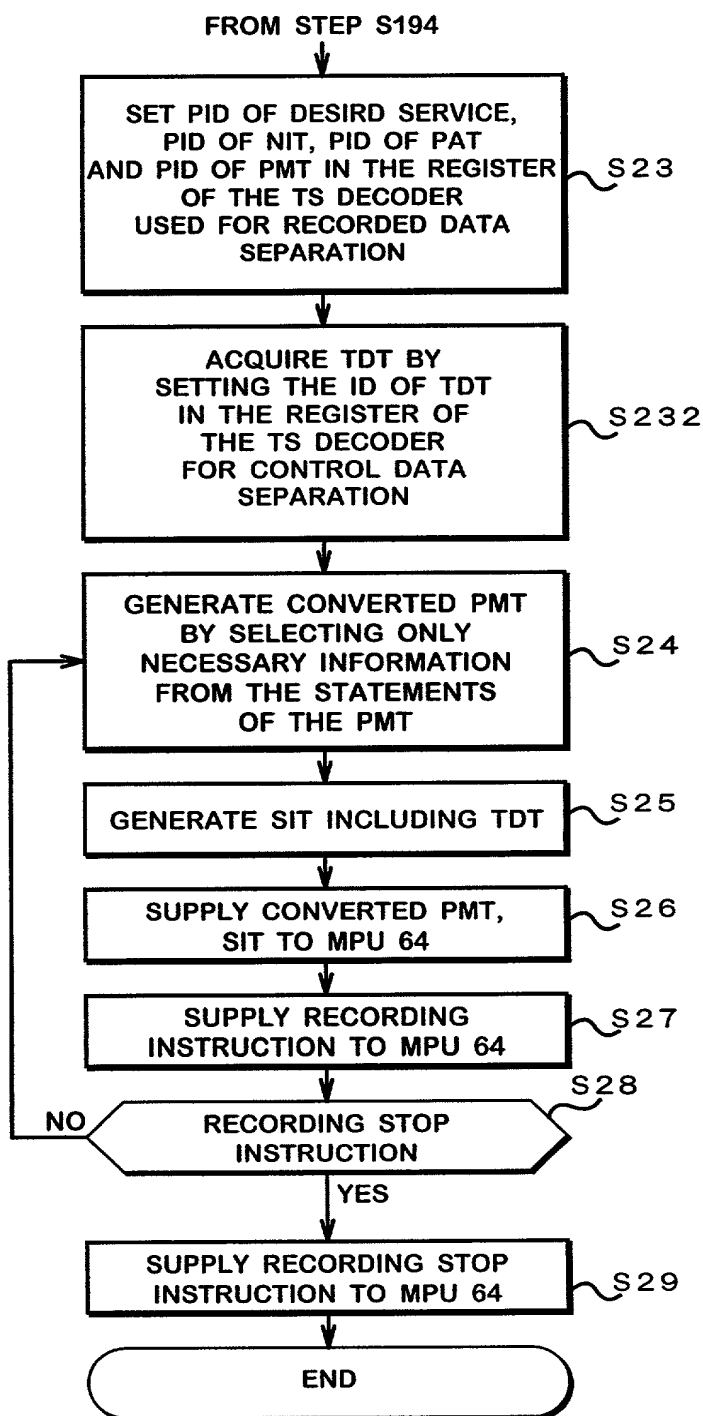 FROM STEP S194
SET PID OF DESIRD SERVICE,
PID OF NIT, PID OF PAT
AND PID OF PMT IN THE REGISTER
OF THE TS DECODER
USED FOR RECORDED DATA
SEPARATION
S23
ACQUIRE TDT BY
SETTING THE ID OF TDT
IN THE REGISTER OF
THE TS DECODER
FOR CONTROL DATA
SEPARATION
S232
GENERATE CONVERTED PMT
BY SELECTING ONLY
NECESSARY INFORMATION
FROM THE STATEMENTS
OF THE PMT
S24
GENERATE SIT INCLUDING TDT
S25
SUPPLY CONVERTED PMT,
SIT TO MPU 64
S26
SUPPLY RECORDING
INSTRUCTION TO MPU 64
S27
S28
NO
RECORDING STOP
INSTRUCTION
YES
SUPPLY RECORDING STOP
INSTRUCTION TO MPU 64
S29
END